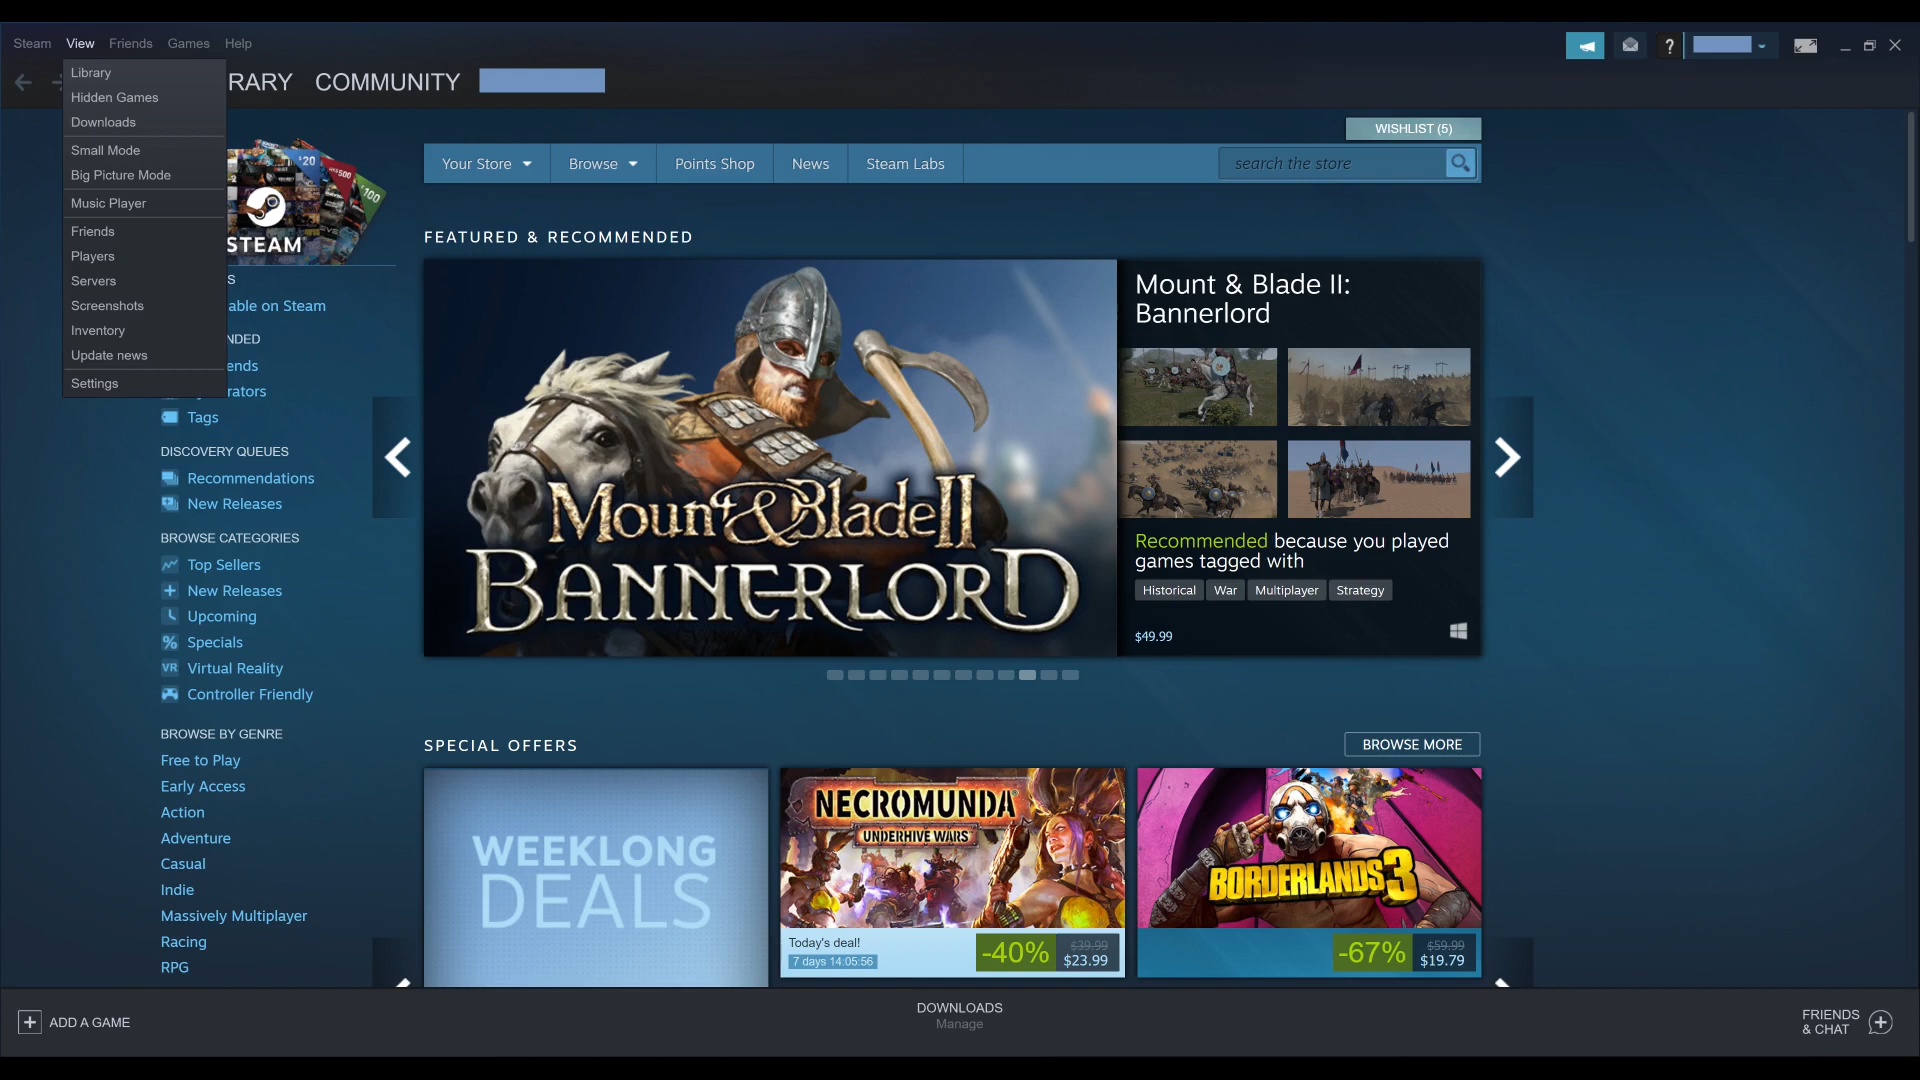 Steam View Friends Games Help
?
RARY COMMUNITY
Library
Hidden Games
Downloads
Small Mode
Big Picture Mode
Music Player
Friends
Players
Servers
Screenshots
Inventory
Update news
Settings
$20
$500
$100
STEAM
S
able on Steam
NDED
ends
rators
Tags
DISCOVERY QUEUES
Recommendations
New Releases
BROWSE CATEGORIES
Top Sellers
New Releases
Upcoming
% Specials
VR Virtual Reality
Controller Friendly
BROWSE BY GENRE
Free to Play
Early Access
Action
Adventure
Casual
Indie
Massively Multiplayer
Racing
RPG
WISHLIST (5)
Your Store Browse Points Shop News Steam Labs search the store
FEATURED & RECOMMENDED
Mount & Blade II
BANNERLORD
Mount & Blade II:
Bannerlord
Recommended because you played
games tagged with
Historical War Multiplayer Strategy
$49.99
SPECIAL OFFERS BROWSE MORE
WEEKLONG
DEALS
NECROMUNDA
UNDERHIVE WARS
Today's deal!
7 days 14:05:56
-40% $39.99
$23.99
BORDERLANDS 3
-67% $59.99
$19.79
+ ADD A GAME
DOWNLOADS
Manage
FRIENDS
& CHAT